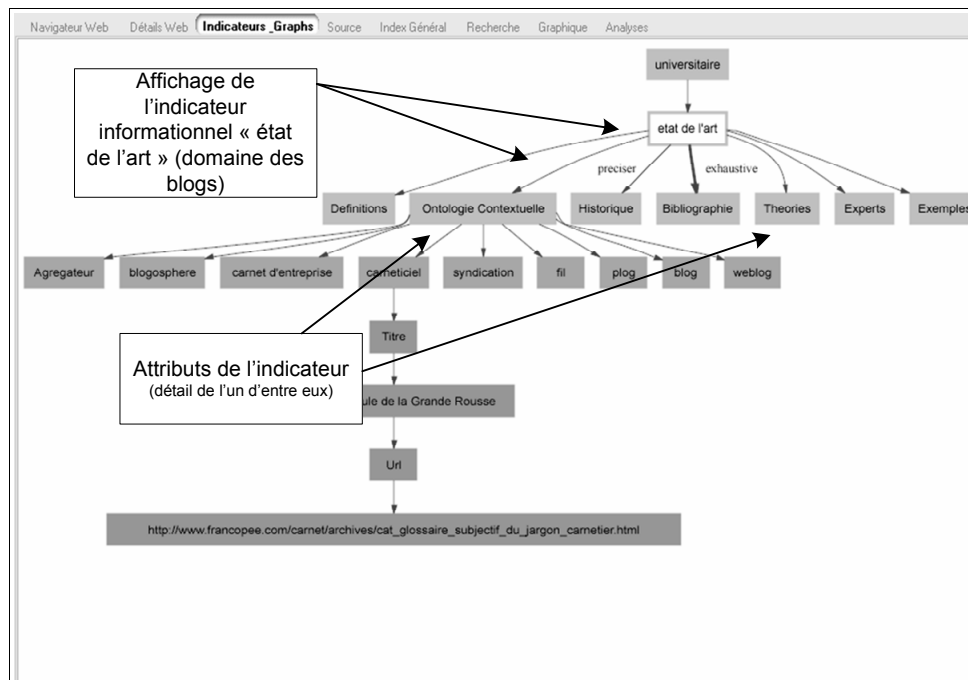 Navigateur Web Détails Web Indicateurs_Graphs Source Index Général Recherche Graphique Analyses
universitaire
Affichage de
l'indicateur
informationnel « état
de l'art » (domaine des
blogs)
etat de l'art
preciser exhaustive
Definitions Ontologie Contextuelle Historique Bibliographie Theories Experts Exemples
Agregateur blogosphere carnet d'entreprise carneticiel syndication fil plog blog weblog
Titre
Attributs de l'indicateur
(détail de l'un d'entre eux)
de la Grande Rousse
Url
http://www.francopee.com/carnet/archives/cat_glossaire_subjectif_du_jargon_carnetier.html